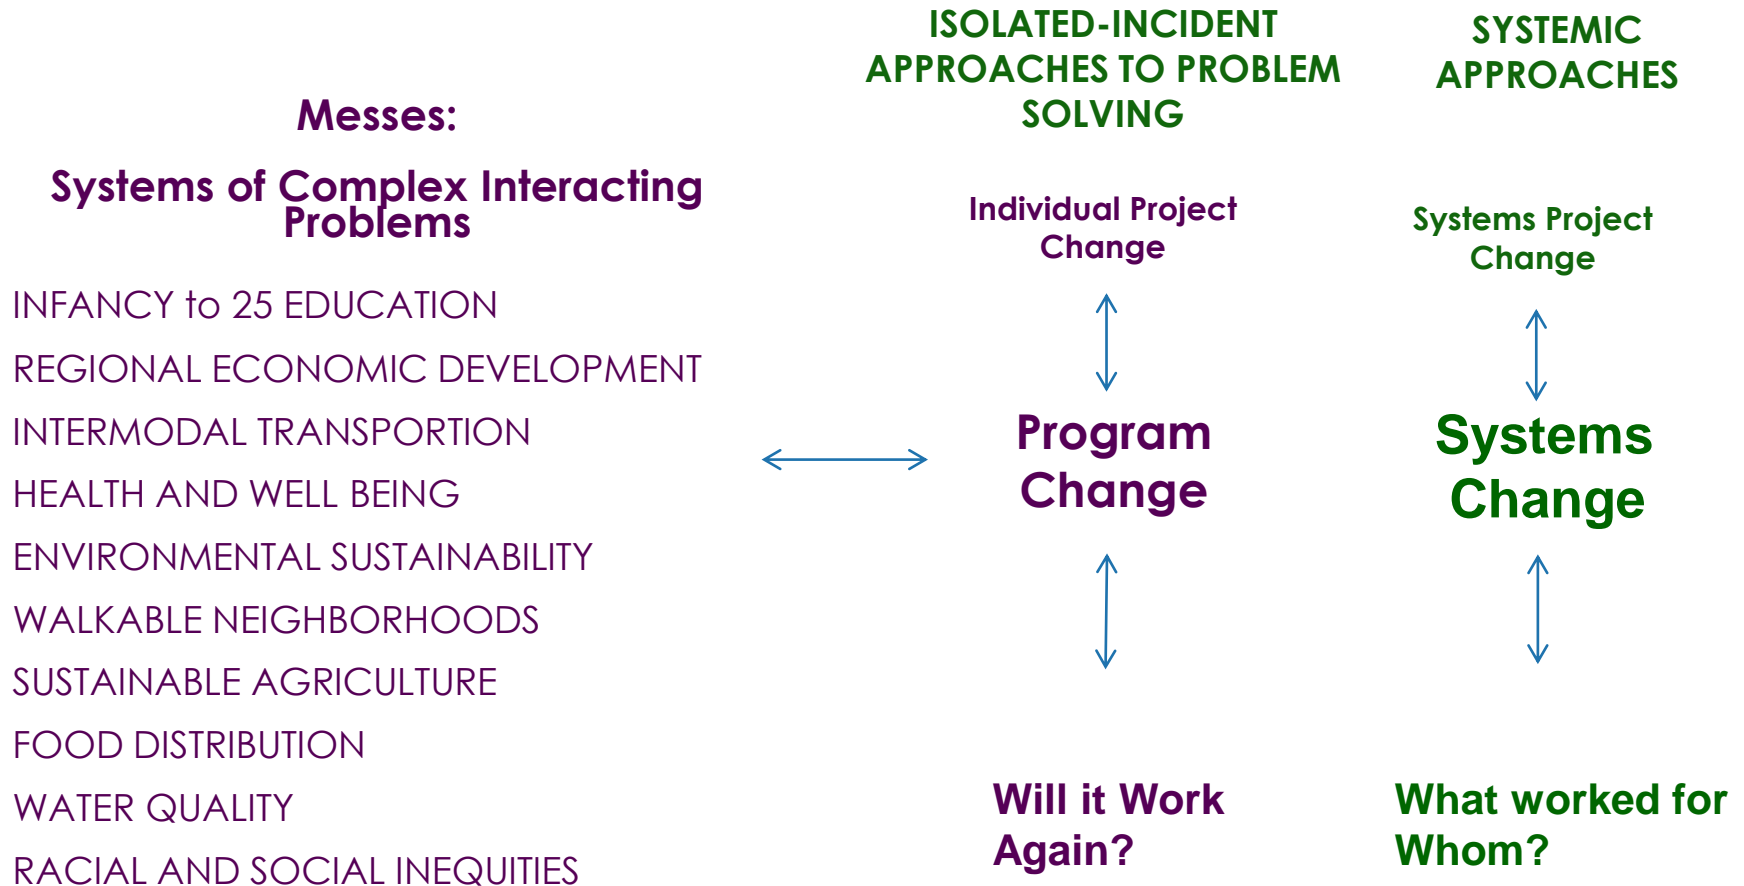 Messes:
Systems of Complex Interacting
Problems
INFANCY to 25 EDUCATION
REGIONAL ECONOMIC DEVELOPMENT
INTERMODAL TRANSPORTION
HEALTH AND WELL BEING
ENVIRONMENTAL SUSTAINABILITY
WALKABLE NEIGHBORHOODS
SUSTAINABLE AGRICULTURE
FOOD DISTRIBUTION
WATER QUALITY
RACIAL AND SOCIAL INEQUITIES
ISOLATED-INCIDENT
APPROACHES TO PROBLEM
SOLVING
Individual Project
Change
Program
Change
Will it Work
Again?
SYSTEMIC
APPROACHES
Systems Project
Change
Systems
Change
What worked for
Whom?